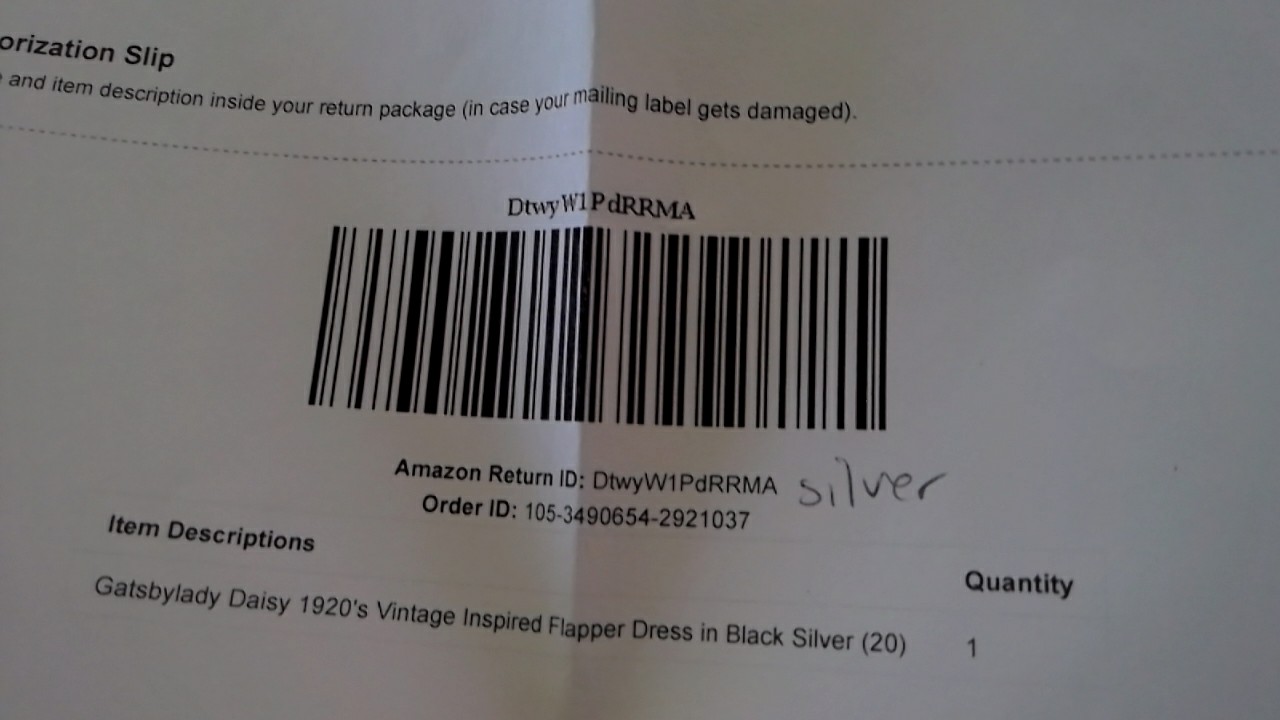 orization Slip
and item description inside your return package (in case your mailing label gets damaged).
DtwyW1PdRRMA
Amazon Return ID: DtwyW1PdRRMA silver
Order ID: 105-3490654-2921037
Item Descriptions Quantity
Gatsbylady Daisy 1920's Vintage Inspired Flapper Dress in Black Silver (20) 1